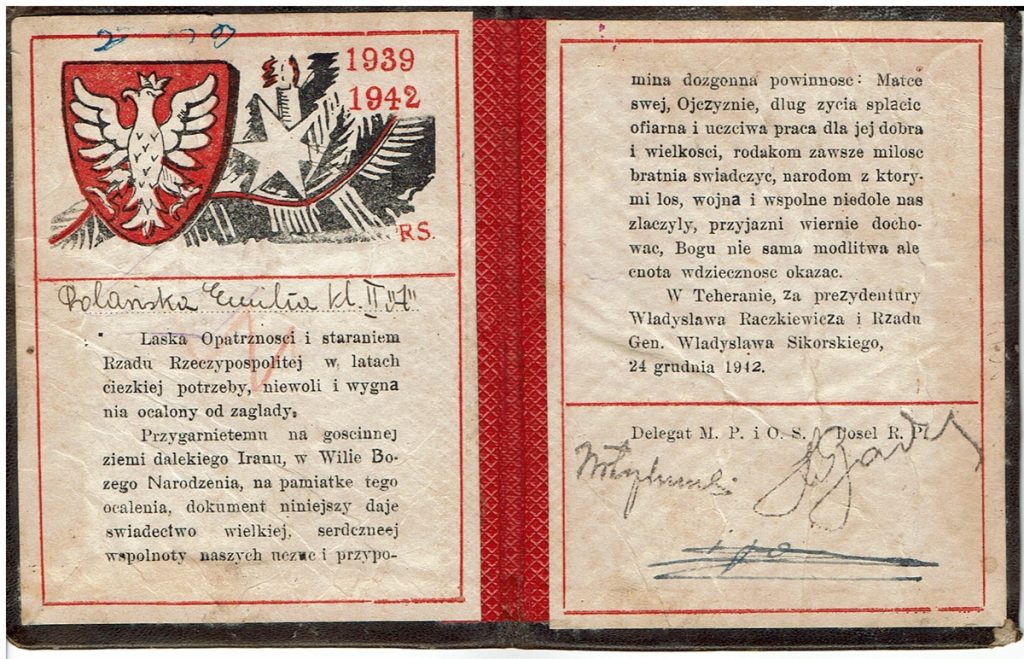 1939
1942
RS.
Polańska Emilia kl. II "A"
Laska Opatrznosci i staraniem
Rzadu Rzeczypospolitej w latach
ciezkiej potrzeby, niewoli i wygna
nia ocalony od zaglady.
Przygarnietemu na goscinnej
ziemi dalekiego Iranu, w Wilie Bo-
zego Narodzenia, na pamiatke tego
ocalenia, dokument niniejszy daje
swiadectwo wielkiej, serdczneej
wspolnoty naszych uczuc i przypo-
mina dozgonna powinnosc: Matce
swej, Ojczyznie, dlug zycia splacic
ofiarna i uczciwa praca dla jej dobra
i wielkosci, rodakom zawsze milosc
bratnia swiadczyc, narodom z ktory-
mi los, wojna i wspolne niedole nas
zlaczyly, przyjazni wiernie docho-
wac, Bogu nie sama modlitwa ale
cnota wdziecznosc okazac.
W Teheranie, za prezydentury
Wladyslawa Raczkiewicza i Rzadu
Gen. Wladyslawa Sikorskiego,
24 grudnia 1942.
Delegat M. P. i O. S. Posel R. P.